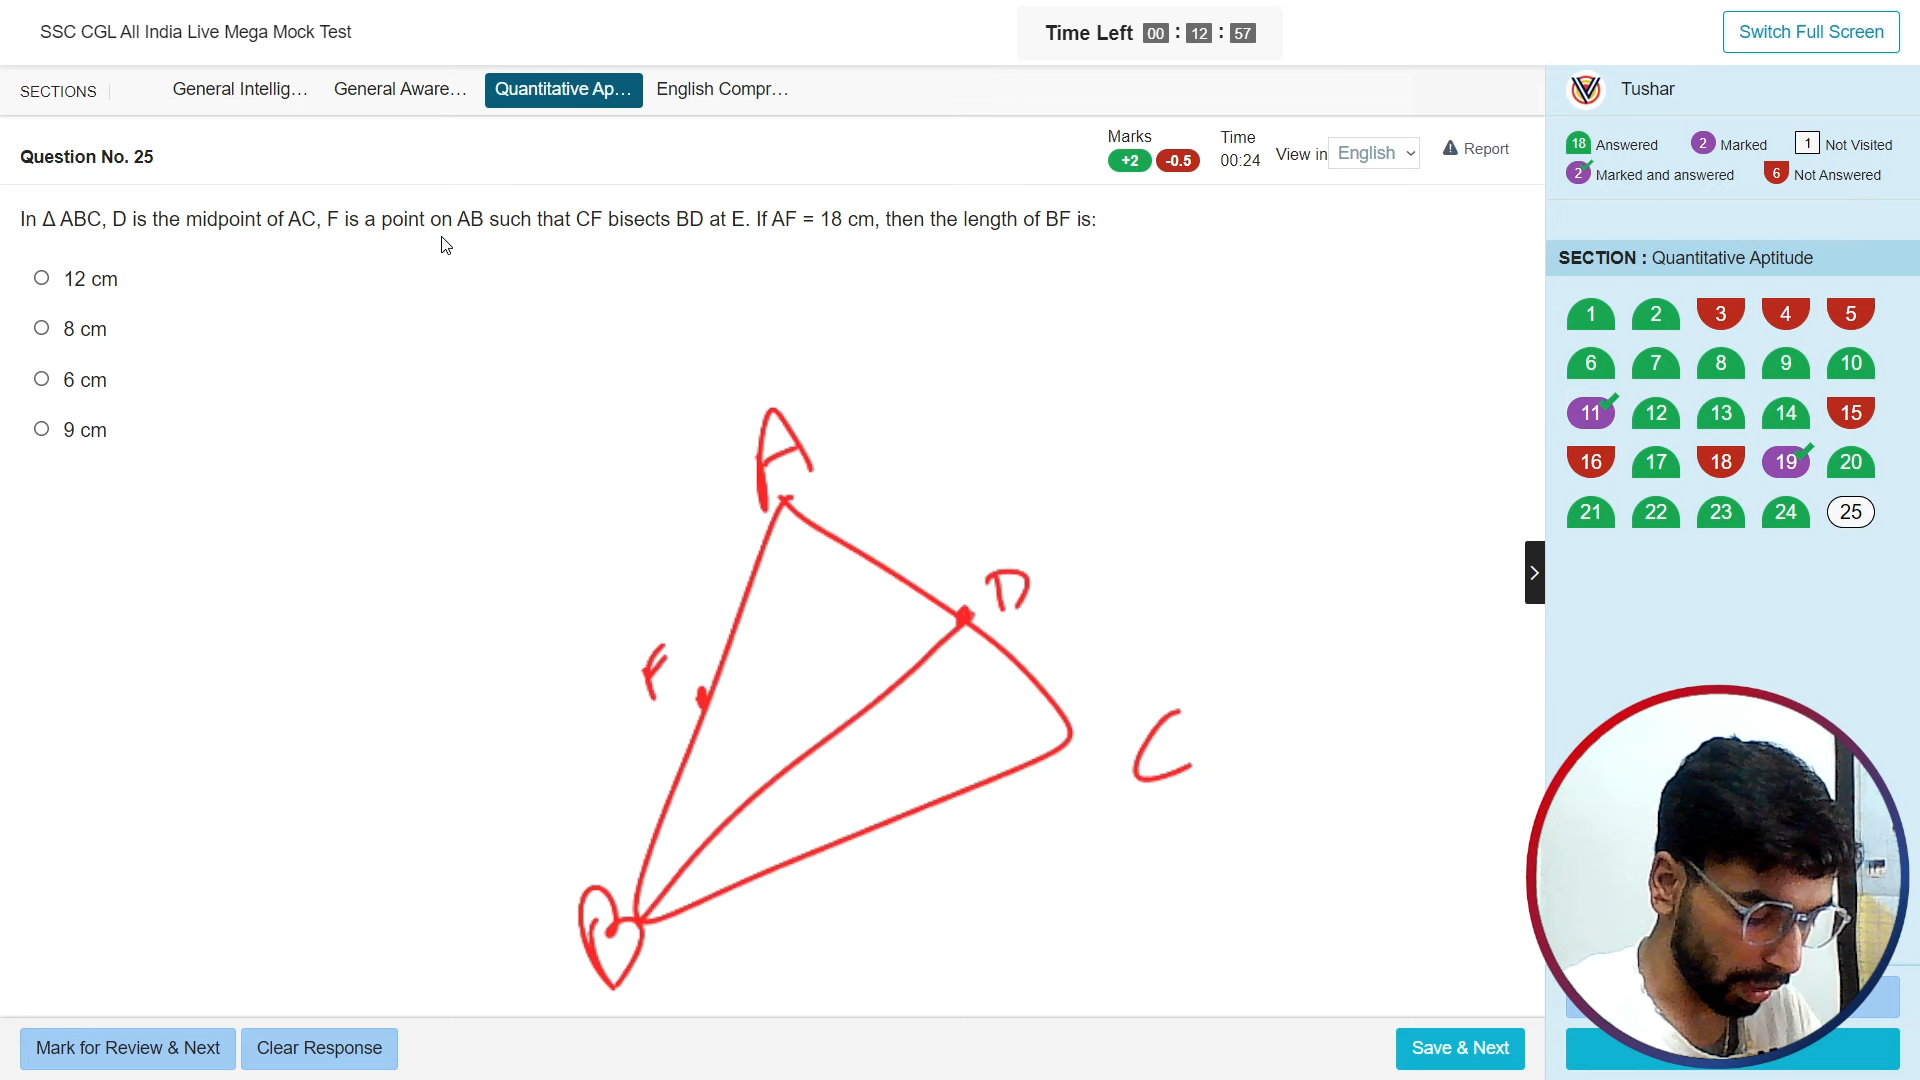 SSC CGL All India Live Mega Mock Test
Time Left 00 : 12 : 57
Switch Full Screen
SECTIONS
General Intellig...
General Aware...
Quantitative Ap...
English Compr...
Tushar
Question No. 25
Marks
+2 -0.5
Time
00:24
View in English
Report
18 Answered
2 Marked
1 Not Visited
2 Marked and answered
6 Not Answered
In Δ ABC, D is the midpoint of AC, F is a point on AB such that CF bisects BD at E. If AF = 18 cm, then the length of BF is:
12 cm
8 cm
6 cm
9 cm
A
D
F
C
B
SECTION : Quantitative Aptitude
1 2 3 4 5
6 7 8 9 10
11 12 13 14 15
16 17 18 19 20
21 22 23 24 25
Mark for Review & Next
Clear Response
Save & Next